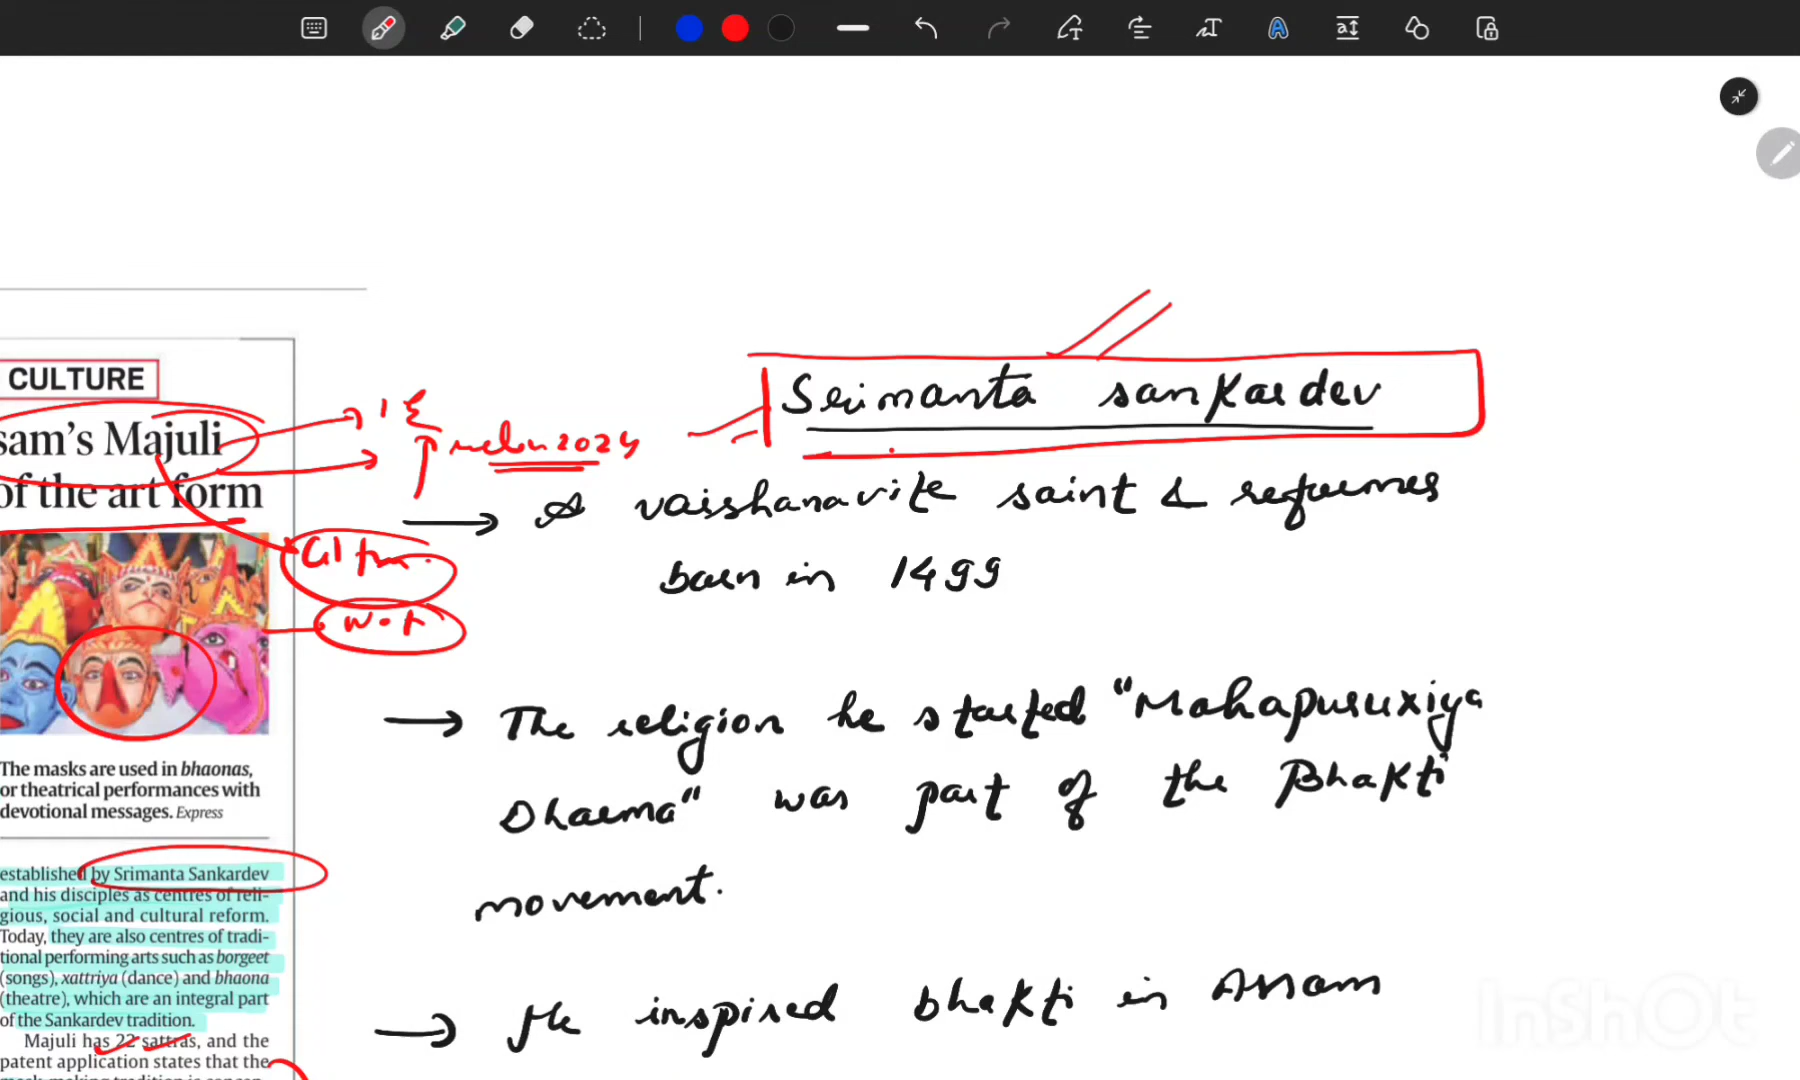 CULTURE
sam's Majuli
of the art form
The masks are used in bhaonas,
or theatrical performances with
devotional messages. Express
established by Srimanta Sankardev
and his disciples as centres of reli-
gious, social and cultural reform.
Today, they are also centres of tradi-
tional performing arts such as borgeet
(songs), xattriya (dance) and bhaona
(theatre), which are an integral part
of the Sankardev tradition.
Majuli has 22 sattras, and the
patent application states that the
2024
Srimanta sankardev
A vaishanavite saint & reformes
born in 1499
The religion he started "Mahapuruxiya
Dharma" was part of the Bhakti
movement.
He inspired bhakti in Assam
InShOt